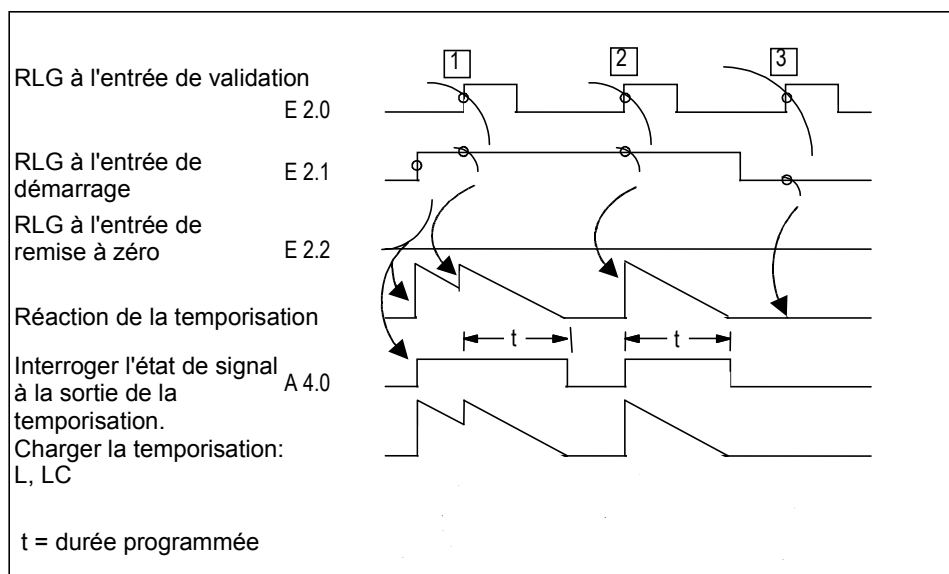 1
2
3
RLG à l'entrée de validation
E 2.0
RLG à l'entrée de
démarrage
E 2.1
RLG à l'entrée de
remise à zéro
E 2.2
Réaction de la temporisation
t
t
Interroger l'état de signal
à la sortie de la
temporisation.
A 4.0
Charger la temporisation:
L, LC
t = durée programmée